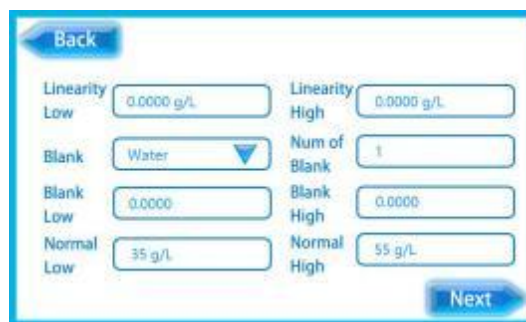 Back
Linearity Low 0.0000 g/L Linearity High 0.0000 g/L
Blank Water Num of Blank 1
Blank Low 0.0000 Blank High 0.0000
Normal Low 35 g/L Normal High 55 g/L
Next